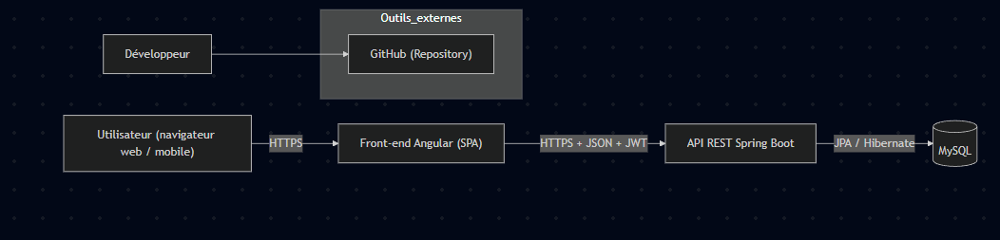 Outils_externes
Développeur
GitHub (Repository)
Utilisateur (navigateur
web / mobile)
HTTPS
Front-end Angular (SPA)
HTTPS + JSON + JWT
API REST Spring Boot
JPA / Hibernate
MySQL